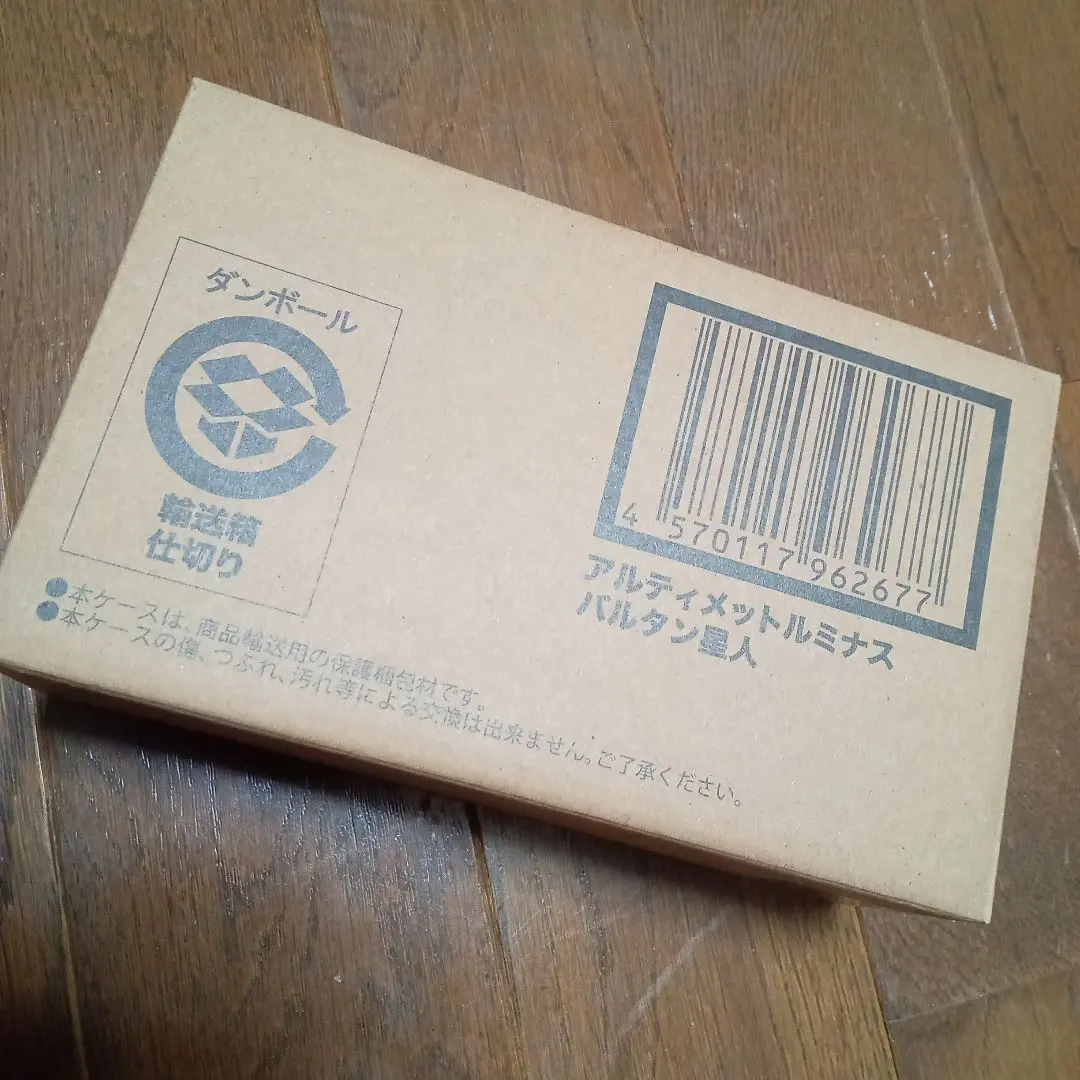 ダンボール
輸送箱
仕切り
4 570117 962677
アルティメットルミナス
バルタン星人
●本ケースは、商品輸送用の保護梱包材です。
●本ケースの傷、つぶれ、汚れ等による交換は出来ません。ご了承ください。